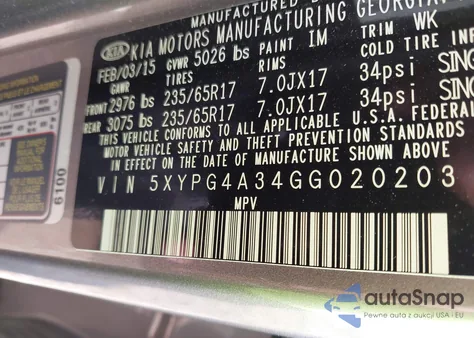 MANUFACTURED
KIA MOTORS MANUFACTURING GEORGIA
FEB/03/15 GVWR 5026 lbs PAINT IM TRIM WK
GAWR TIRES RIMS COLD TIRE
FRONT 2976 lbs 235/65R17 7.0JX17 34psi SING
REAR 3075 lbs 235/65R17 7.0JX17 34psi SING
THIS VEHICLE CONFORMS TO ALL APPLICABLE U.S.A. FEDERAL
MOTOR VEHICLE SAFETY AND THEFT PREVENTION STANDARDS
IN EFFECT ON THE DATE OF MANUFACTURE SHOWN ABOVE
VIN 5XYPG4A34GG020203
MPV
6100
autaSnap
Pewne auta z aukcji USA - EU